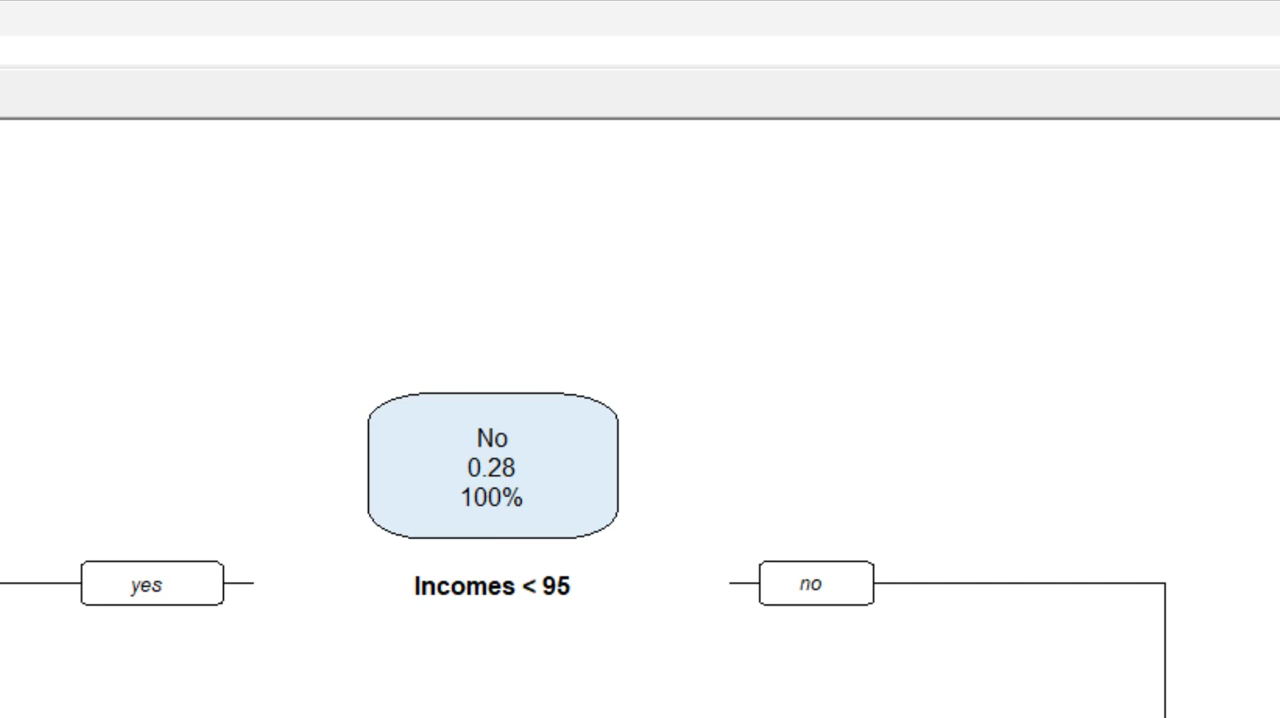 No
0.28
100%
yes
Incomes < 95
no